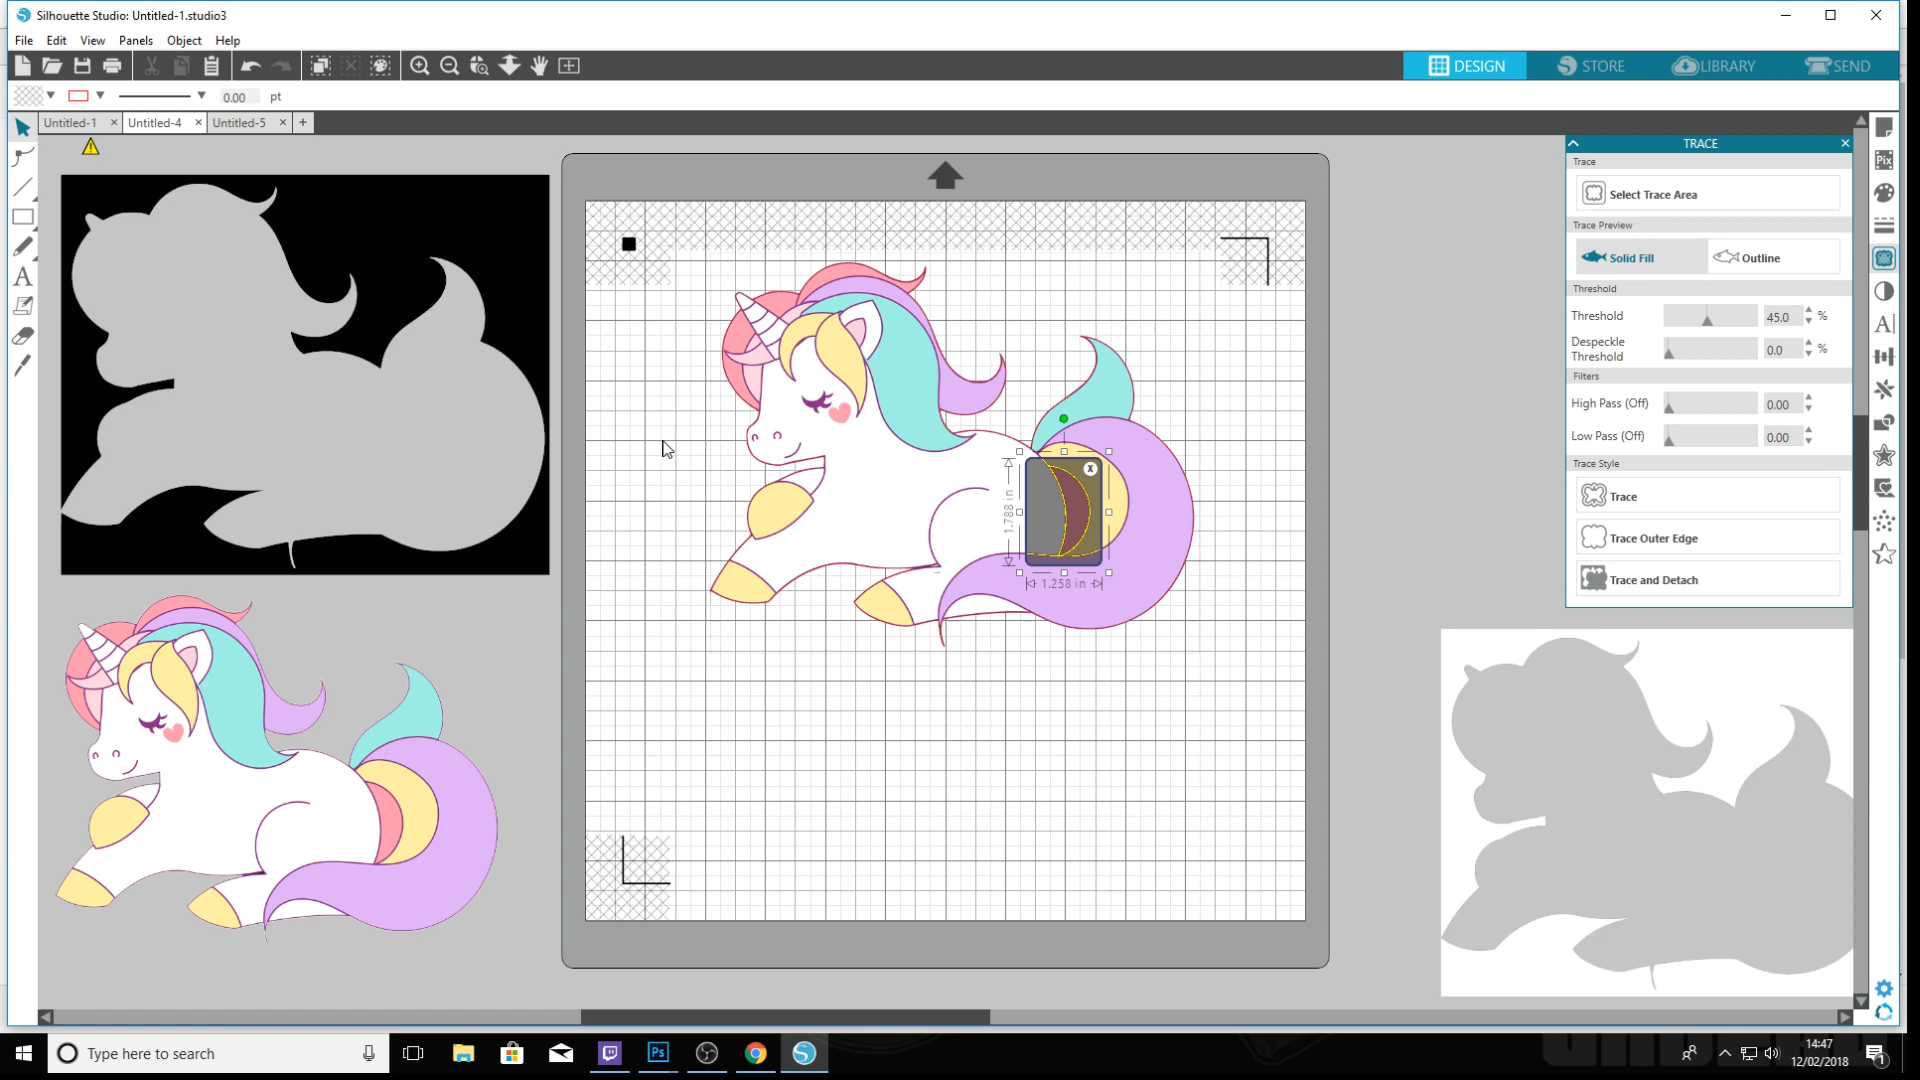 Silhouette Studio: Untitled-1.studio3
File Edit View Panels Object Help
DESIGN STORE LIBRARY SEND
0.00 pt
Untitled-1 × Untitled-4 × Untitled-5 × +
TRACE
Trace
Select Trace Area
Trace Preview
Solid Fill Outline
Threshold
Threshold 45.0 %
Despeckle
Threshold 0.0 %
Filters
High Pass (Off) 0.00
Low Pass (Off) 0.00
Trace Style
Trace
Trace Outer Edge
Trace and Detach
Pix
x
1.788 in
1.258 in
Type here to search
Ps
14:47
12/02/2018
1